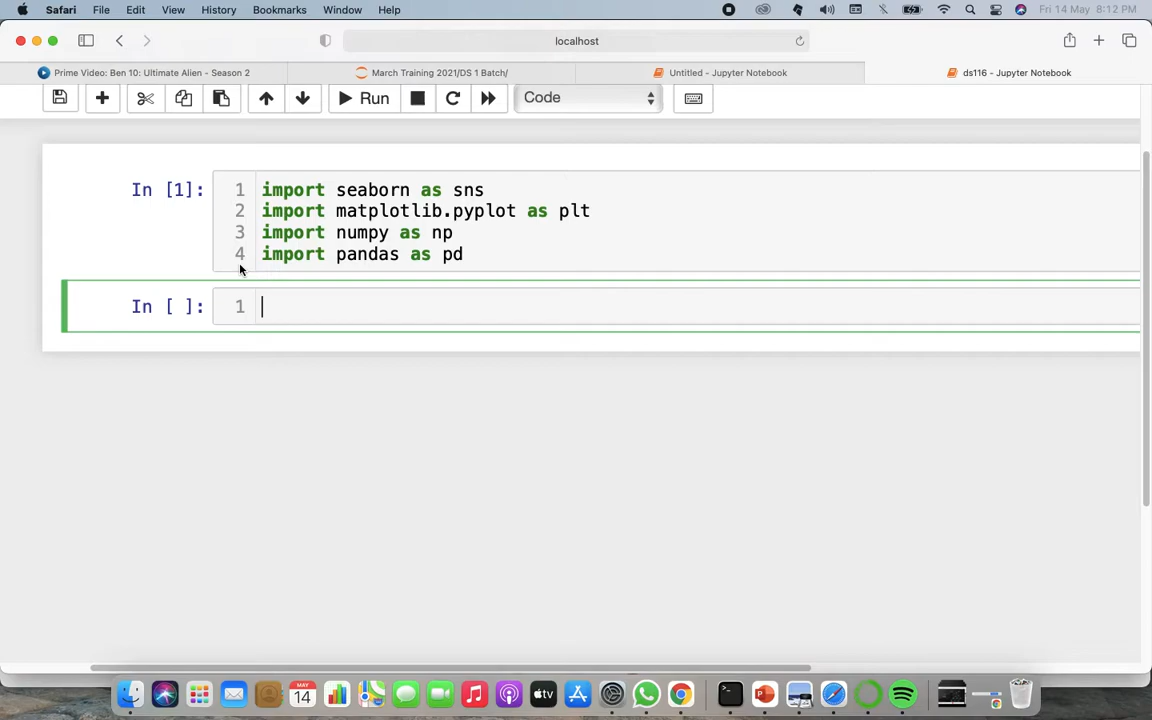 Safari File Edit View History Bookmarks Window Help Fri 14 May 8:12 PM
localhost
Prime Video: Ben 10: Ultimate Alien - Season 2
March Training 2021/DS 1 Batch/
Untitled - Jupyter Notebook
ds116 - Jupyter Notebook
Run
Code
In [1]:
1 import seaborn as sns
2 import matplotlib.pyplot as plt
3 import numpy as np
4 import pandas as pd
In [ ]:
1
MAY
14
tv